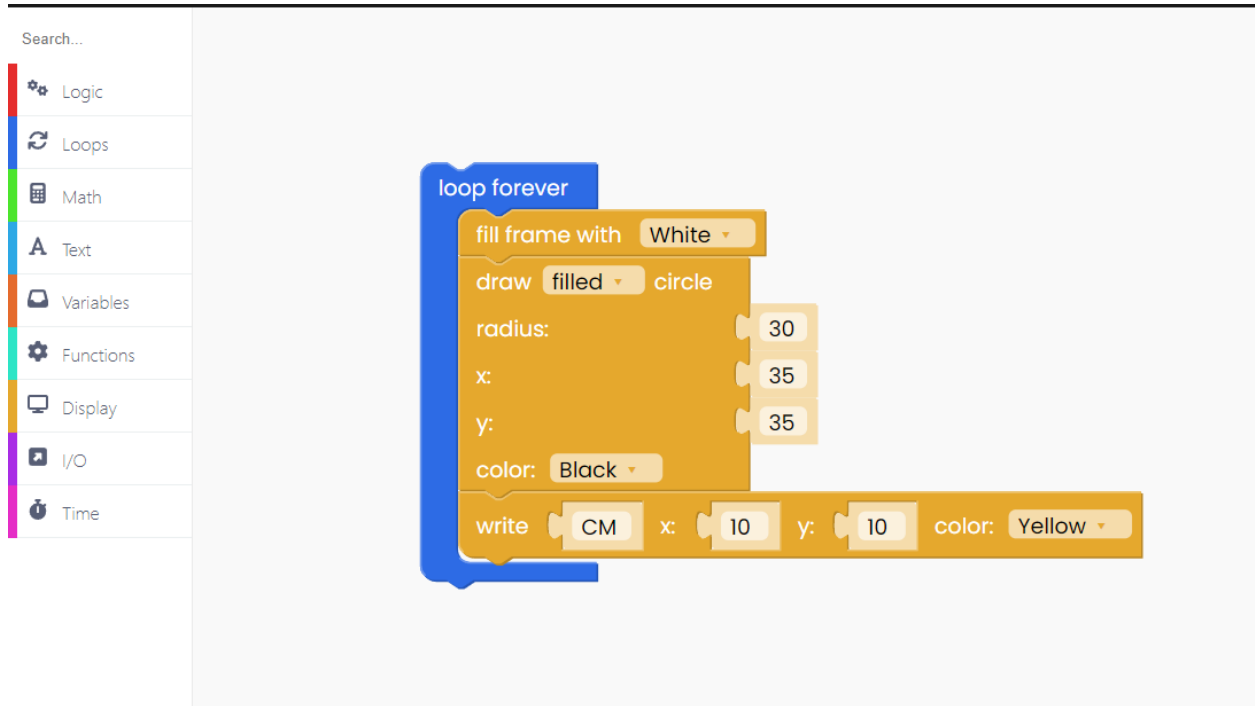 Search...
Logic
Loops
Math
Text
Variables
Functions
Display
I/O
Time
loop forever
fill frame with White
draw filled circle
radius: 30
x: 35
y: 35
color: Black
write CM x: 10 y: 10 color: Yellow